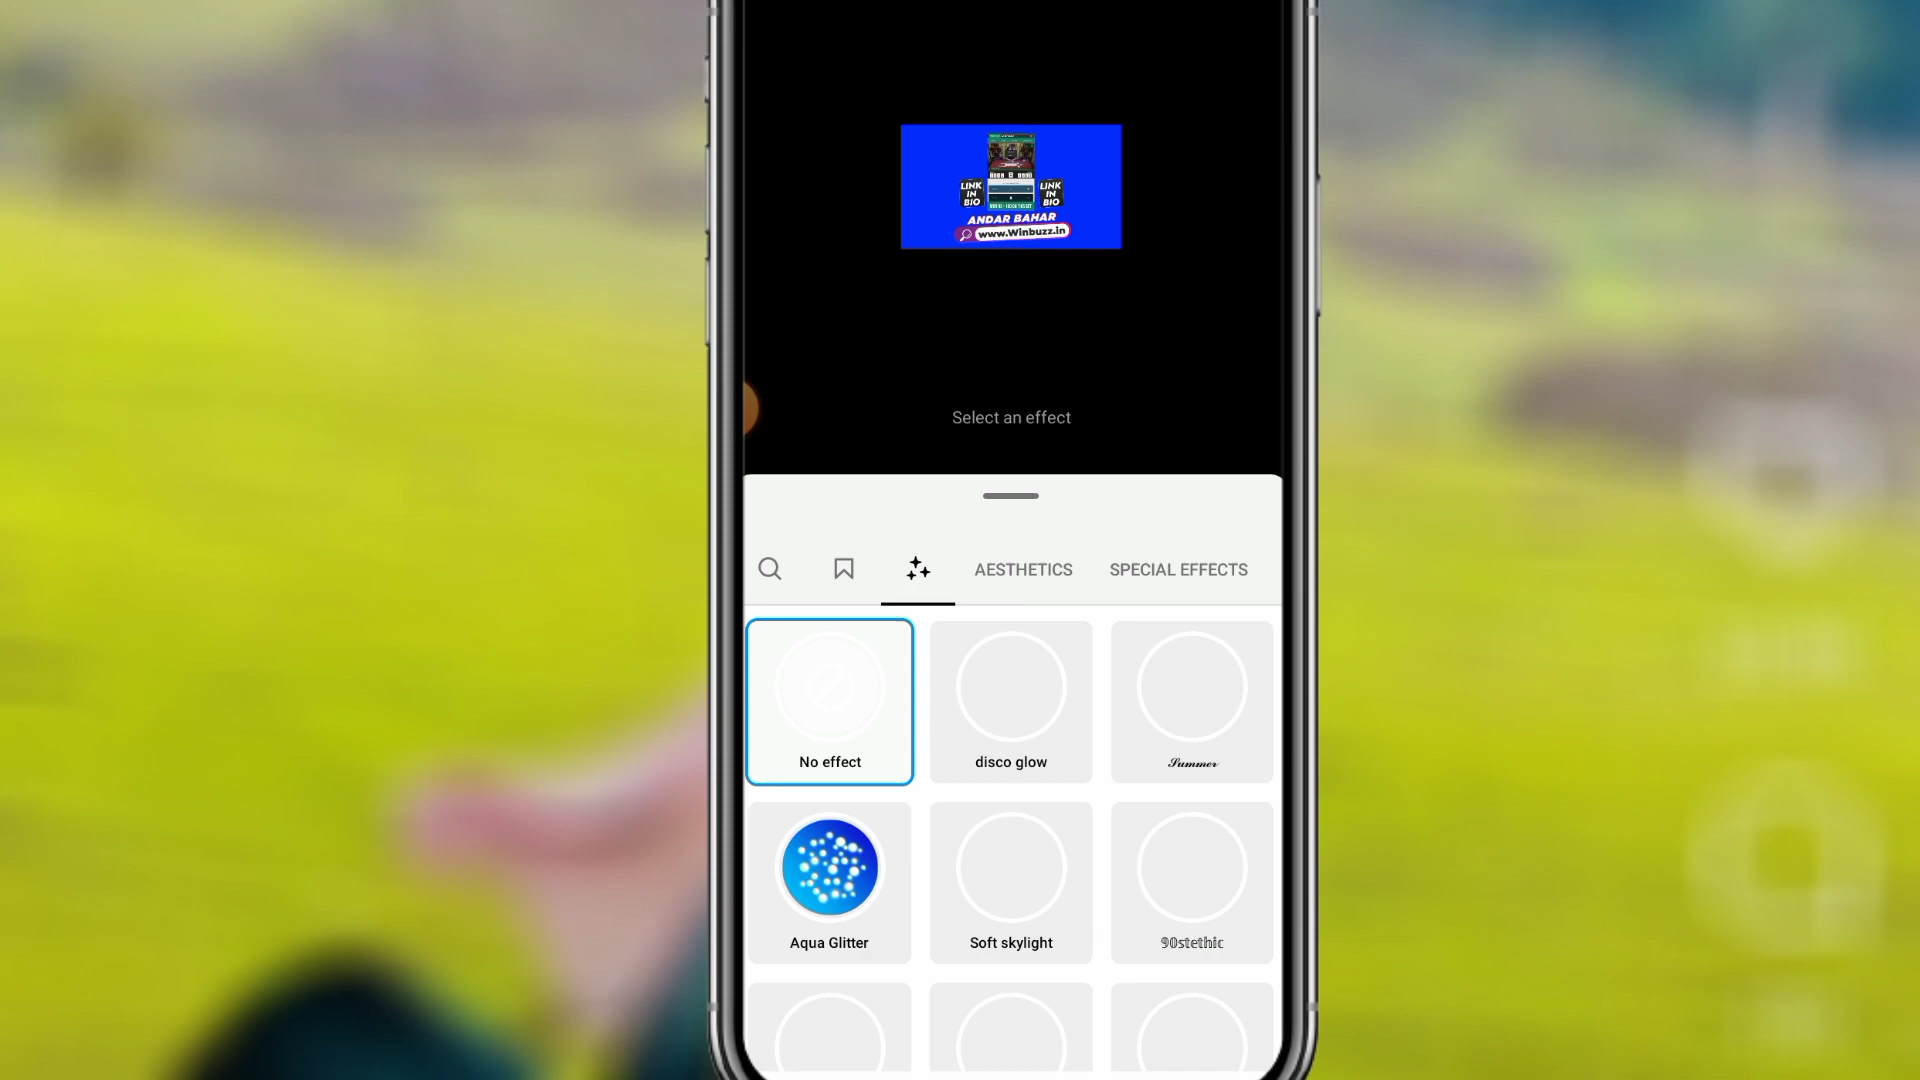 LINK
IN
BIO
LINK
IN
BIO
ANDAR BAHAR
www.Winbuzz.in
Select an effect
AESTHETICS
SPECIAL EFFECTS
No effect
disco glow
Summer
Aqua Glitter
Soft skylight
90stethic